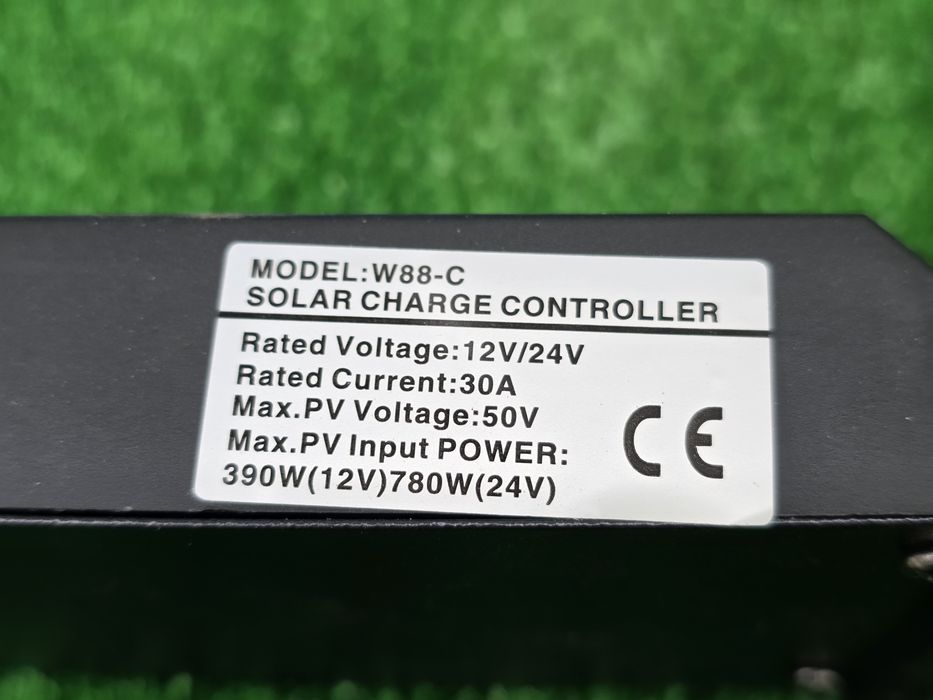 MODEL:W88-C
SOLAR CHARGE CONTROLLER
Rated Voltage:12V/24V
Rated Current:30A
Max.PV Voltage:50V
Max.PV Input POWER:
390W(12V)780W(24V)
CE